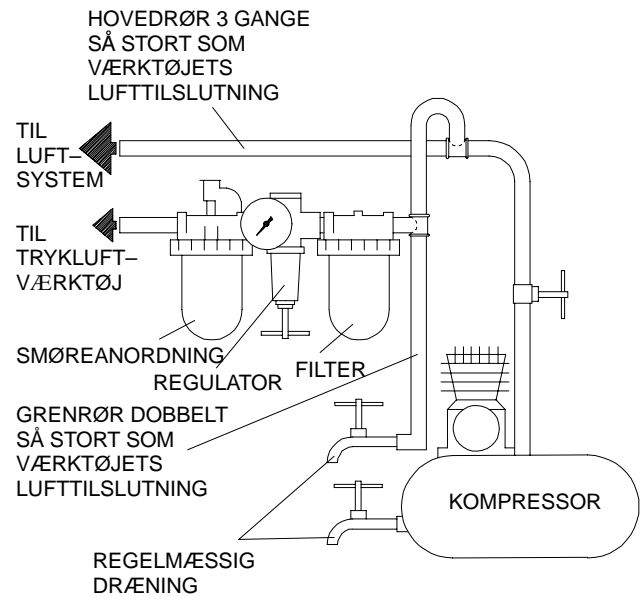 HOVEDRØR 3 GANGE
SÅ STORT SOM
VÆRKTØJETS
LUFTTILSLUTNING
TIL
LUFT–
SYSTEM
TIL
TRYKLUFT–
VÆRKTØJ
SMØREANORDNING
REGULATOR
FILTER
GRENRØR DOBBELT
SÅ STORT SOM
VÆRKTØJETS
LUFTTILSLUTNING
KOMPRESSOR
REGELMÆSSIG
DRÆNING